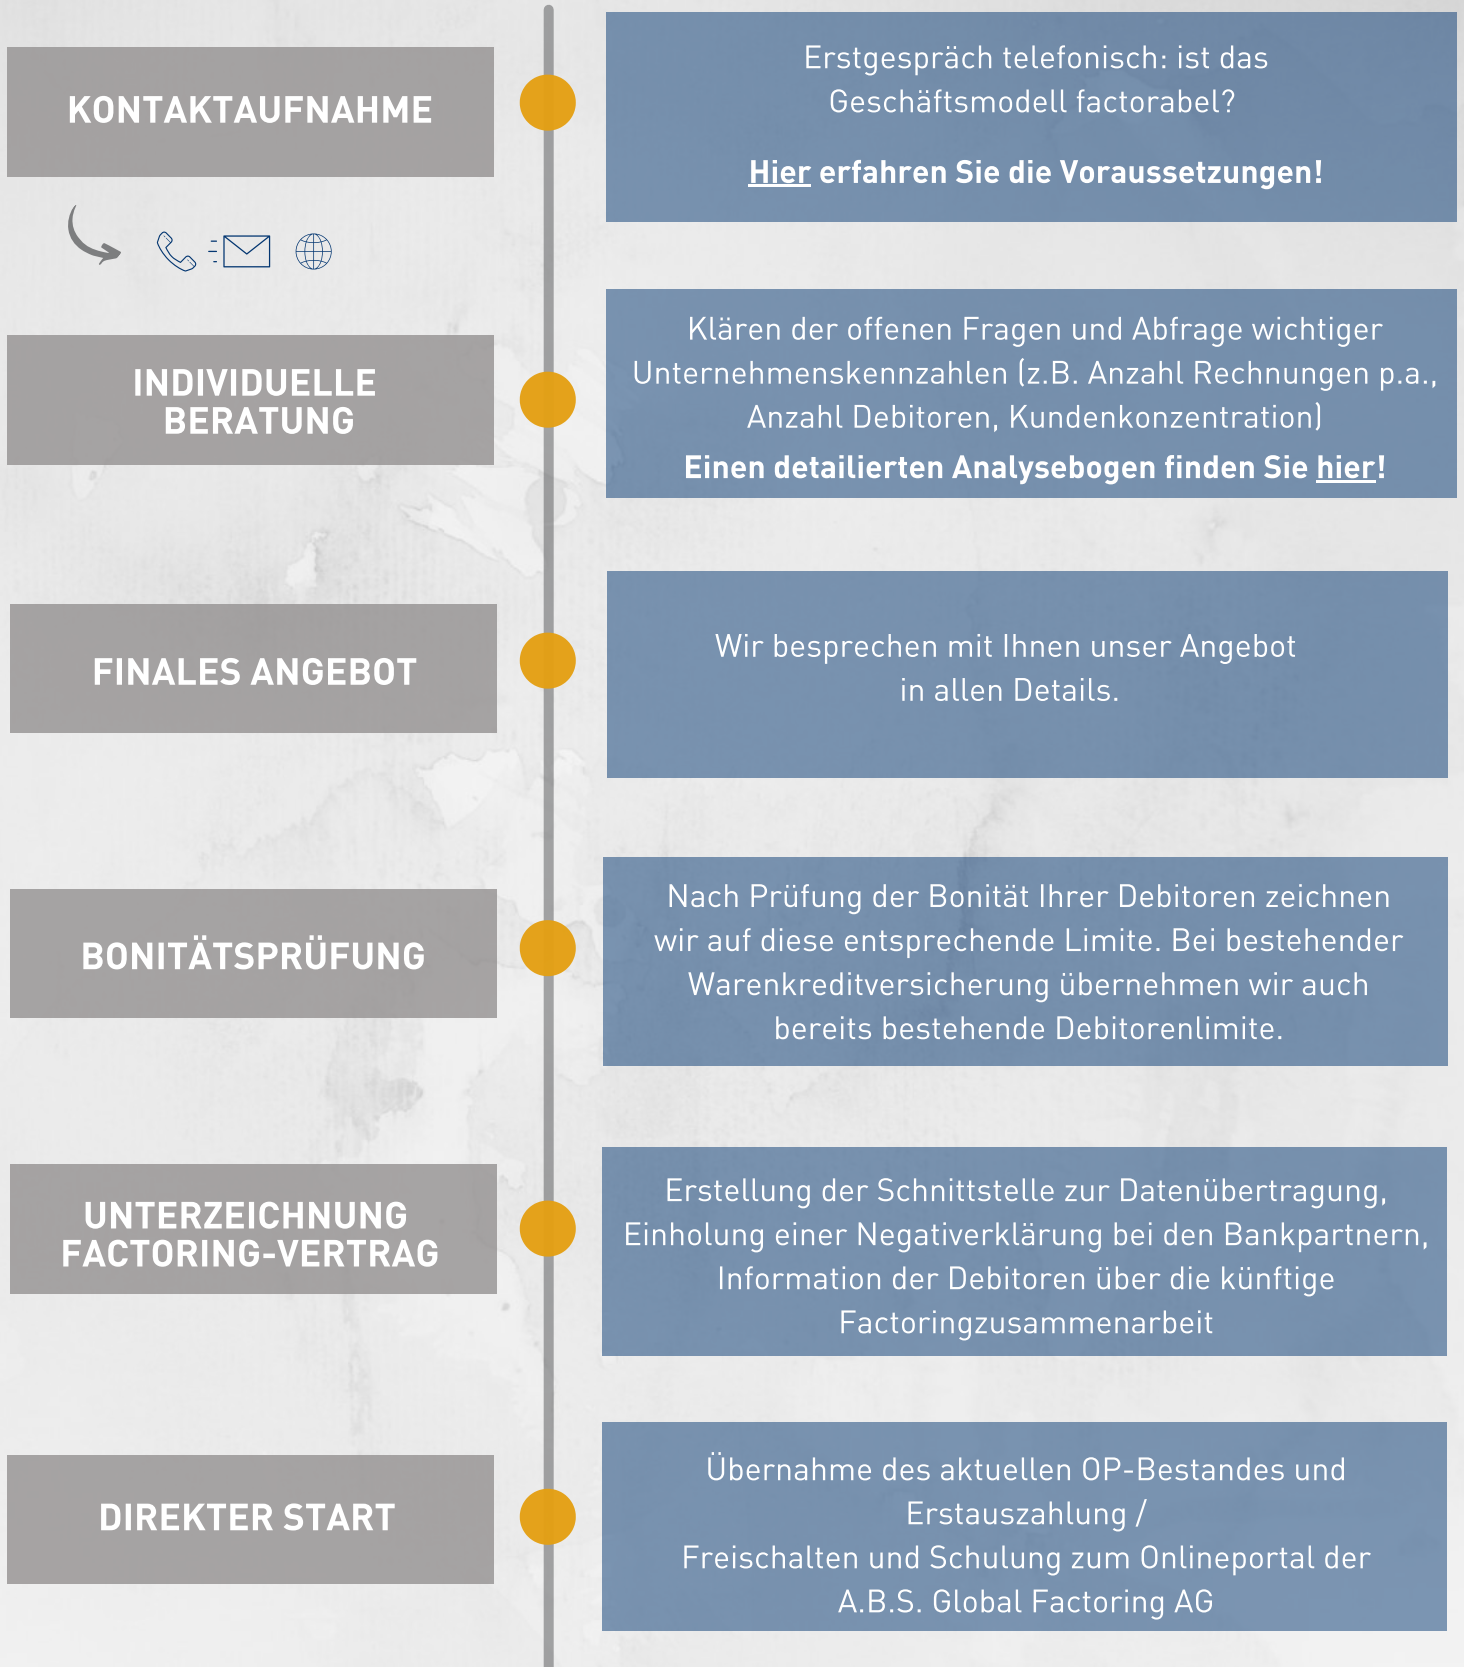 KONTAKTAUFNAHME
Erstgespräch telefonisch: ist das
Geschäftsmodell factorabel?
Hier erfahren Sie die Voraussetzungen!
INDIVIDUELLE
BERATUNG
Klären der offenen Fragen und Abfrage wichtiger
Unternehmenskennzahlen (z.B. Anzahl Rechnungen p.a.,
Anzahl Debitoren, Kundenkonzentration)
Einen detailierten Analysebogen finden Sie hier!
FINALES ANGEBOT
Wir besprechen mit Ihnen unser Angebot
in allen Details.
BONITÄTSPRÜFUNG
Nach Prüfung der Bonität Ihrer Debitoren zeichnen
wir auf diese entsprechende Limite. Bei bestehender
Warenkreditversicherung übernehmen wir auch
bereits bestehende Debitorenlimite.
UNTERZEICHNUNG
FACTORING-VERTRAG
Erstellung der Schnittstelle zur Datenübertragung,
Einholung einer Negativerklärung bei den Bankpartnern,
Information der Debitoren über die künftige
Factoringzusammenarbeit
DIREKTER START
Übernahme des aktuellen OP-Bestandes und
Erstauszahlung /
Freischalten und Schulung zum Onlineportal der
A.B.S. Global Factoring AG